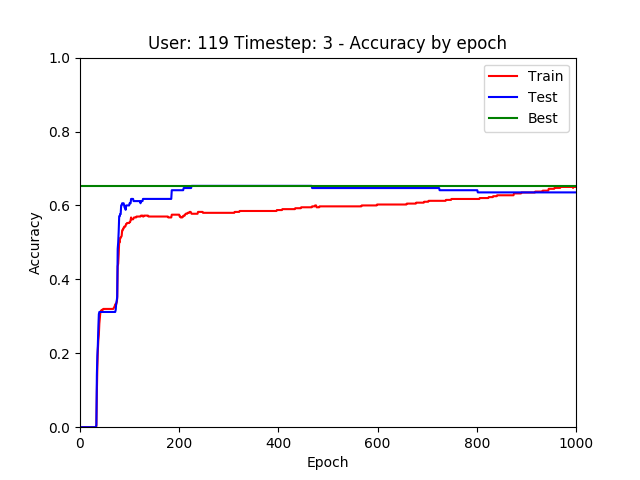 User: 119 Timestep: 3 - Accuracy by epoch
1.0
0.8
0.6
0.4
0.2
0.0
Accuracy
Train
Test
Best
0 200 400 600 800 1000
Epoch